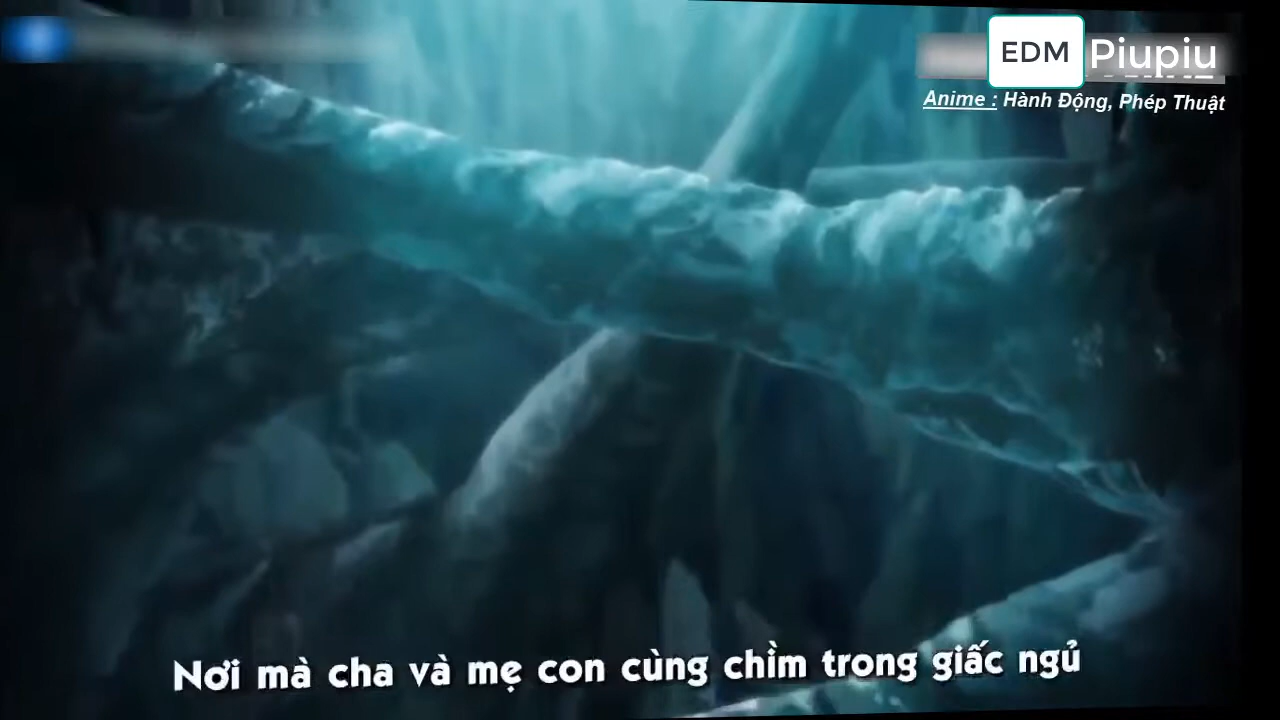 EDM Piupiu
Anime : Hành Động, Phép Thuật
Nơi mà cha và mẹ con cùng chìm trong giấc ngủ